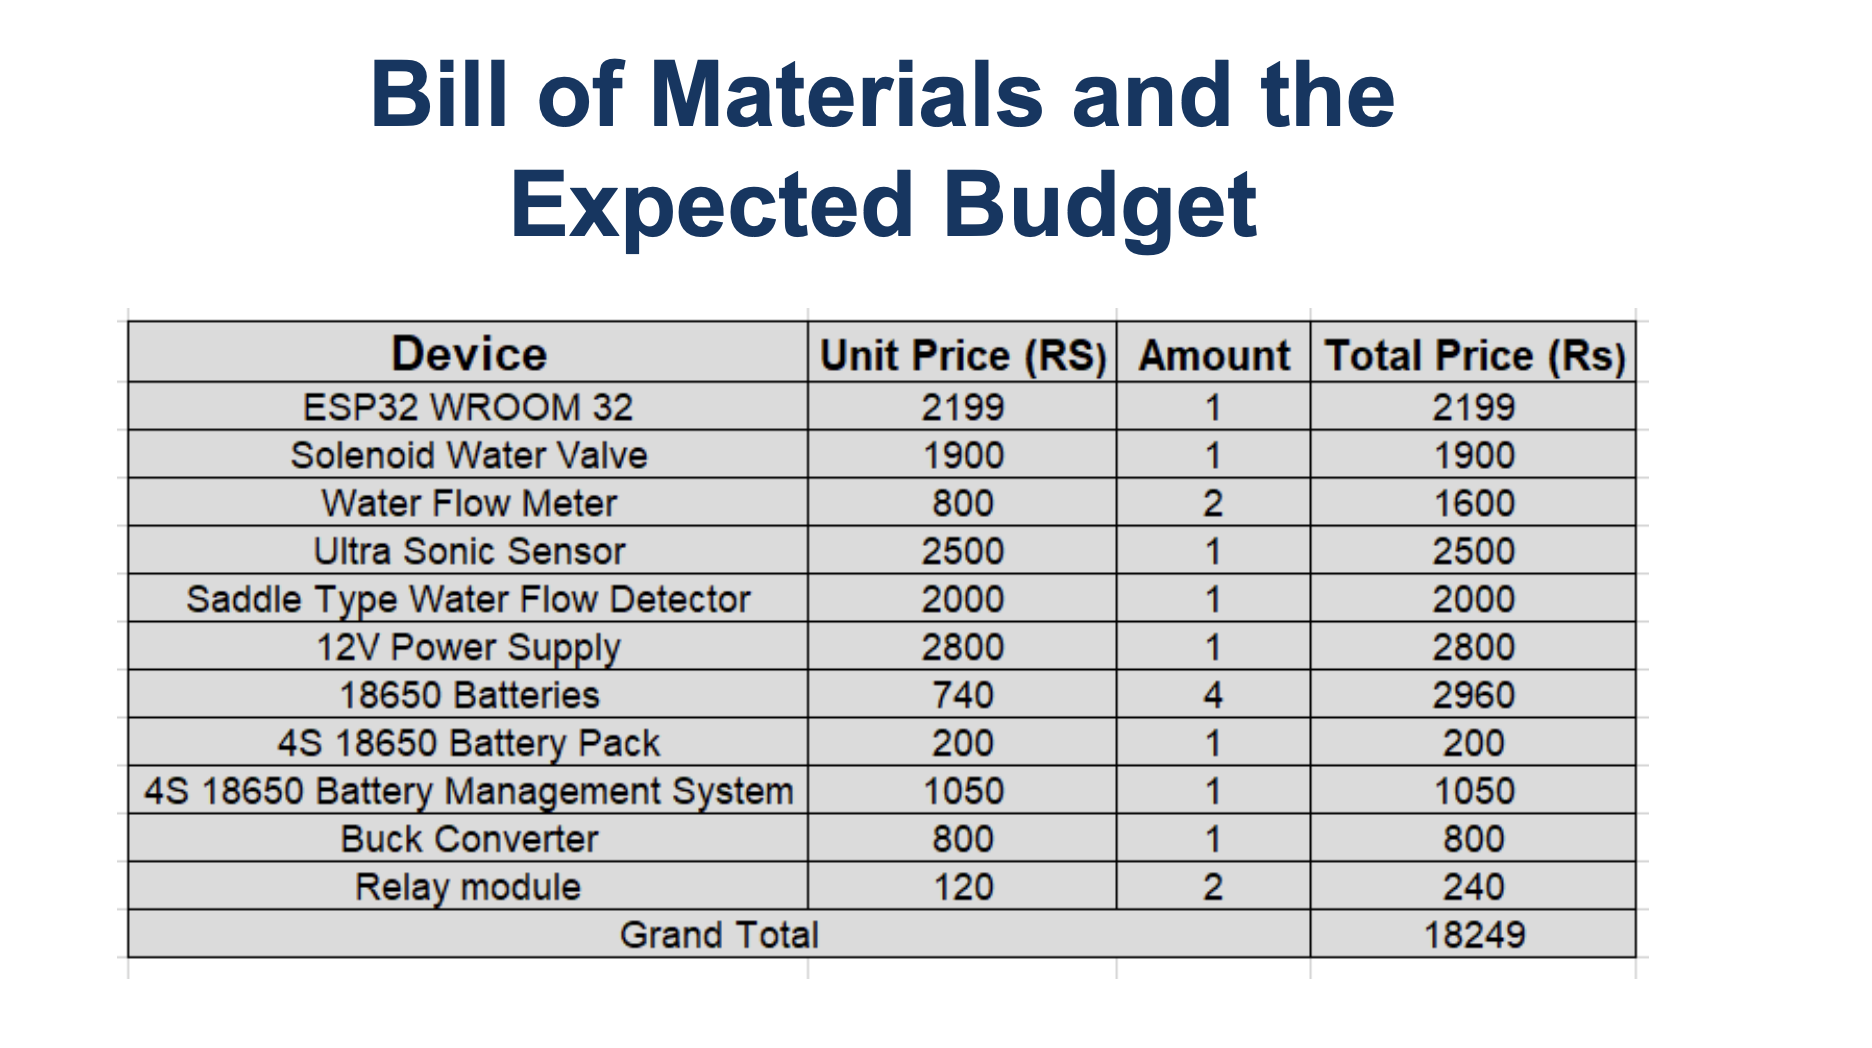 Bill of Materials and the
Expected Budget
Device Unit Price (RS) Amount Total Price (Rs)
ESP32 WROOM 32 2199 1 2199
Solenoid Water Valve 1900 1 1900
Water Flow Meter 800 2 1600
Ultra Sonic Sensor 2500 1 2500
Saddle Type Water Flow Detector 2000 1 2000
12V Power Supply 2800 1 2800
18650 Batteries 740 4 2960
4S 18650 Battery Pack 200 1 200
4S 18650 Battery Management System 1050 1 1050
Buck Converter 800 1 800
Relay module 120 2 240
Grand Total 18249